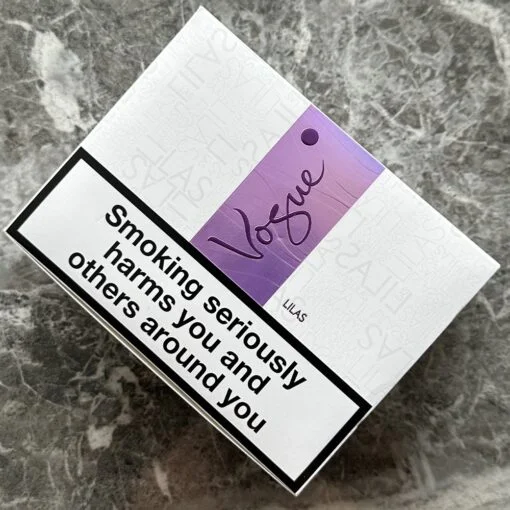 Vogue
LILAS
Smoking seriously
harms you and
others around you